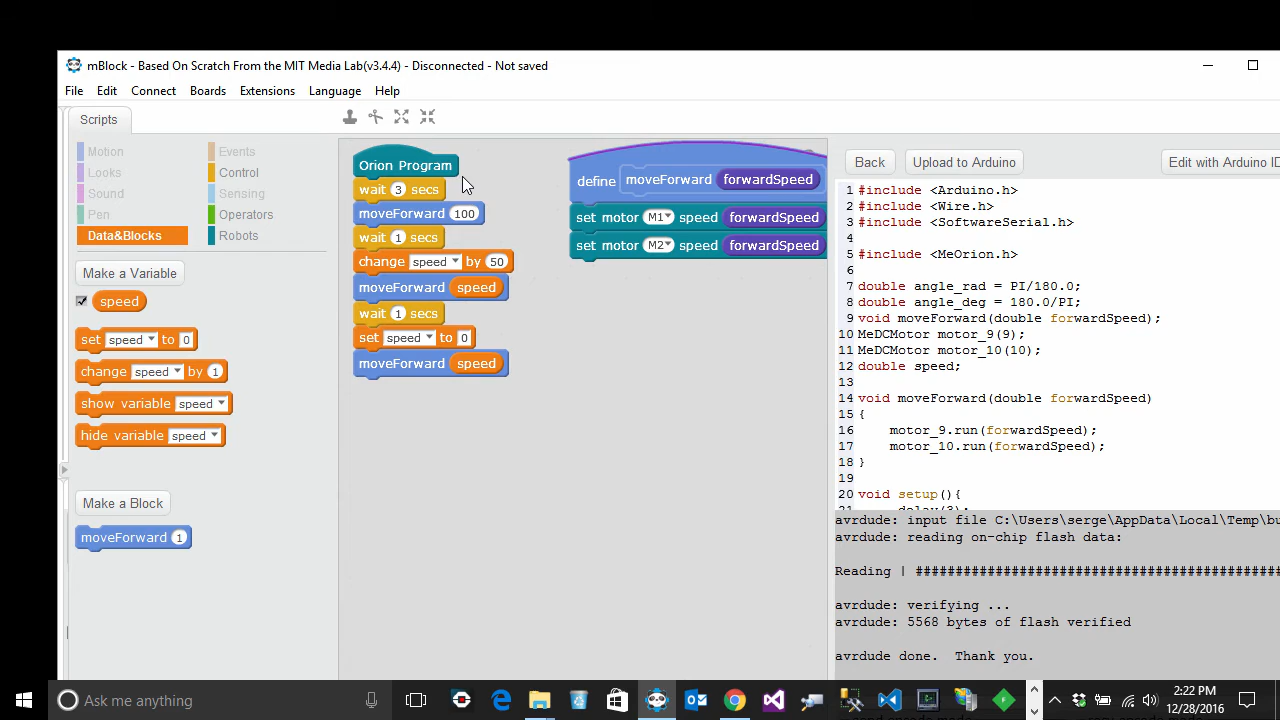 mBlock - Based On Scratch From the MIT Media Lab(v3.4.4) - Disconnected - Not saved
File Edit Connect Boards Extensions Language Help
Scripts
Motion Events
Looks Control
Sound Sensing
Pen Operators
Data&Blocks Robots
Make a Variable
speed
set speed to 0
change speed by 1
show variable speed
hide variable speed
Make a Block
moveForward 1
Orion Program
wait 3 secs
moveForward 100
wait 1 secs
change speed by 50
moveForward speed
wait 1 secs
set speed to 0
moveForward speed
define moveForward forwardSpeed
set motor M1 speed forwardSpeed
set motor M2 speed forwardSpeed
Back Upload to Arduino Edit with Arduino ID
1 #include <Arduino.h>
2 #include <Wire.h>
3 #include <SoftwareSerial.h>
4
5 #include <MeOrion.h>
6
7 double angle_rad = PI/180.0;
8 double angle_deg = 180.0/PI;
9 void moveForward(double forwardSpeed);
10 MeDCMotor motor_9(9);
11 MeDCMotor motor_10(10);
12 double speed;
13
14 void moveForward(double forwardSpeed)
15 {
16 motor_9.run(forwardSpeed);
17 motor_10.run(forwardSpeed);
18 }
19
20 void setup(){
21 delay(3);
avrdude: input file C:\Users\serge\AppData\Local\Temp\bu
avrdude: reading on-chip flash data:
Reading | ##############################################
avrdude: verifying ...
avrdude: 5568 bytes of flash verified
avrdude done. Thank you.
Ask me anything
2:22 PM
12/28/2016